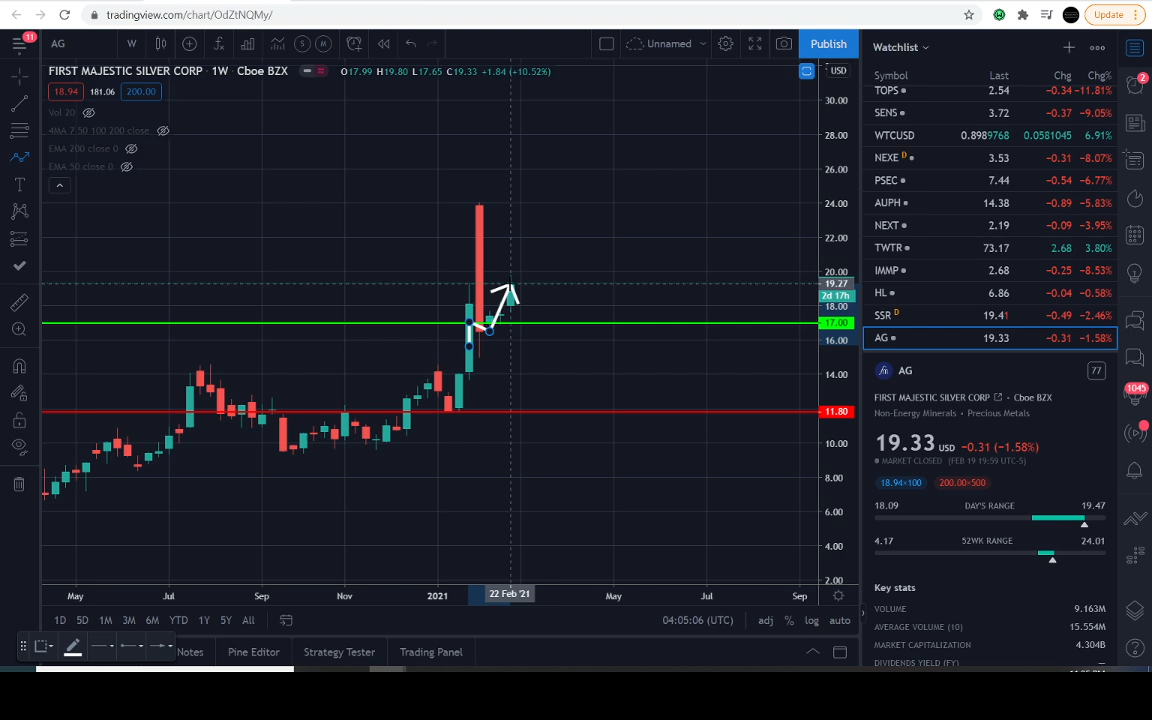 tradingview.com/chart/OdZtNQMy/
Update
11
AG
W
S
M
Unnamed
Publish
Watchlist
FIRST MAJESTIC SILVER CORP · 1W · Cboe BZX
O17.99 H19.80 L17.65 C19.33 +1.84 (+10.52%)
USD
18.94
181.06
200.00
Vol 20
4MA 7 50 100 200 close
EMA 200 close 0
EMA 50 close 0
30.00
28.00
26.00
24.00
22.00
20.00
19.27
2d 17h
18.00
17.00
16.00
14.00
11.80
10.00
8.00
6.00
4.00
2.00
May
Jul
Sep
Nov
2021
22 Feb '21
May
Jul
Sep
1D 5D 1M 3M 6M YTD 1Y 5Y All
04:05:06 (UTC)
adj % log auto
Notes
Pine Editor
Strategy Tester
Trading Panel
Symbol Last Chg Chg%
TOPS 2.54 -0.34 -11.81%
SENS 3.72 -0.37 -9.05%
WTCUSD 0.8989768 0.0581045 6.91%
NEXE D 3.53 -0.31 -8.07%
PSEC 7.44 -0.54 -6.77%
AUPH 14.38 -0.89 -5.83%
NEXT 2.19 -0.09 -3.95%
TWTR 73.17 2.68 3.80%
IMMP 2.68 -0.25 -8.53%
HL 6.86 -0.04 -0.58%
SSR D 19.41 -0.49 -2.46%
AG 19.33 -0.31 -1.58%
AG
77
FIRST MAJESTIC SILVER CORP · Cboe BZX
Non-Energy Minerals · Precious Metals
19.33 USD -0.31 (-1.58%)
MARKET CLOSED (FEB 19 19:59 UTC-5)
18.94×100
200.00×500
18.09 DAY'S RANGE 19.47
4.17 52WK RANGE 24.01
Key stats
VOLUME 9.163M
AVERAGE VOLUME (10) 15.554M
MARKET CAPITALIZATION 4.304B
DIVIDENDS YIELD (FY) —
2
1045